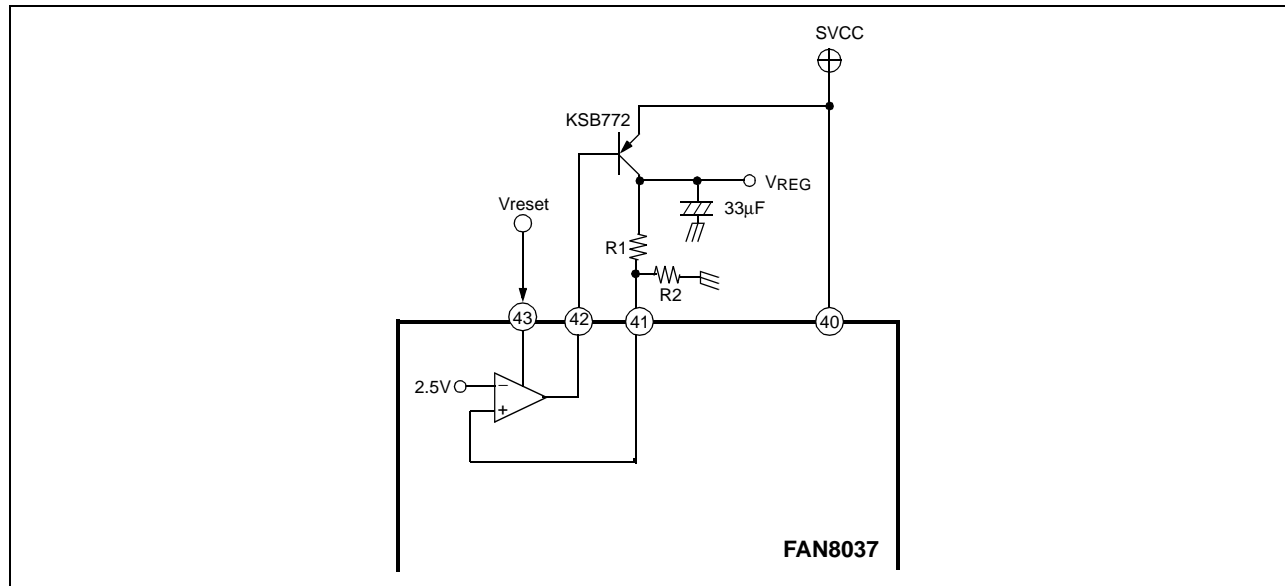 SVCC
KSB772
VREG
Vreset
33μF
R1
R2
43 42 41 40
2.5V
−
+
FAN8037